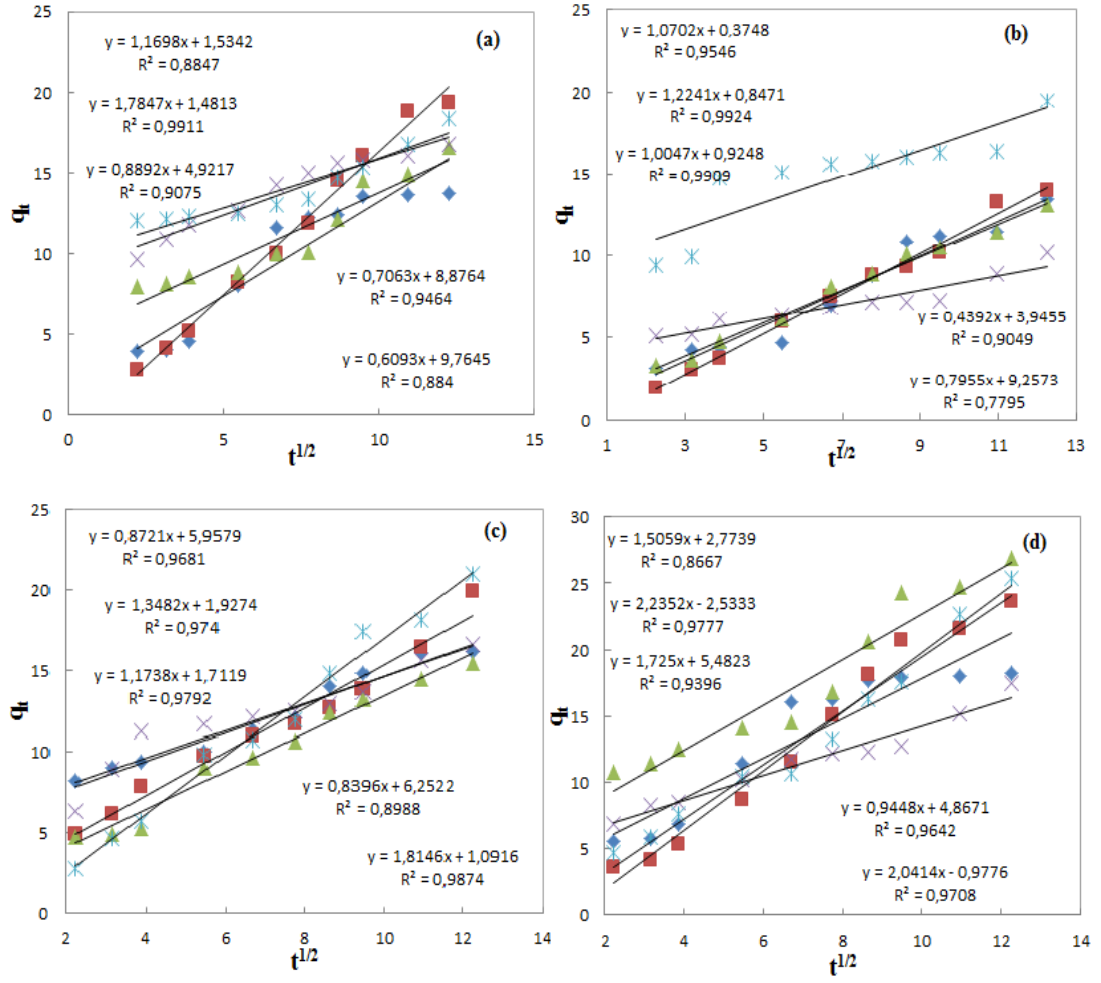 (a)
y = 1,1698x + 1,5342
R² = 0,8847
y = 1,7847x + 1,4813
R² = 0,9911
y = 0,8892x + 4,9217
R² = 0,9075
y = 0,7063x + 8,8764
R² = 0,9464
y = 0,6093x + 9,7645
R² = 0,884
25
20
15
10
5
0
qt
0 5 10 15
t1/2
(b)
y = 1,0702x + 0,3748
R² = 0,9546
y = 1,2241x + 0,8471
R² = 0,9924
y = 1,0047x + 0,9248
R² = 0,9909
y = 0,4392x + 3,9455
R² = 0,9049
y = 0,7955x + 9,2573
R² = 0,7795
25
20
15
10
5
0
qt
1 3 5 7 9 11 13
t1/2
(c)
y = 0,8721x + 5,9579
R² = 0,9681
y = 1,3482x + 1,9274
R² = 0,974
y = 1,1738x + 1,7119
R² = 0,9792
y = 0,8396x + 6,2522
R² = 0,8988
y = 1,8146x + 1,0916
R² = 0,9874
25
20
15
10
5
0
qt
2 4 6 8 10 12 14
t1/2
(d)
y = 1,5059x + 2,7739
R² = 0,8667
y = 2,2352x - 2,5333
R² = 0,9777
y = 1,725x + 5,4823
R² = 0,9396
y = 0,9448x + 4,8671
R² = 0,9642
y = 2,0414x - 0,9776
R² = 0,9708
30
25
20
15
10
5
0
qt
2 4 6 8 10 12 14
t1/2